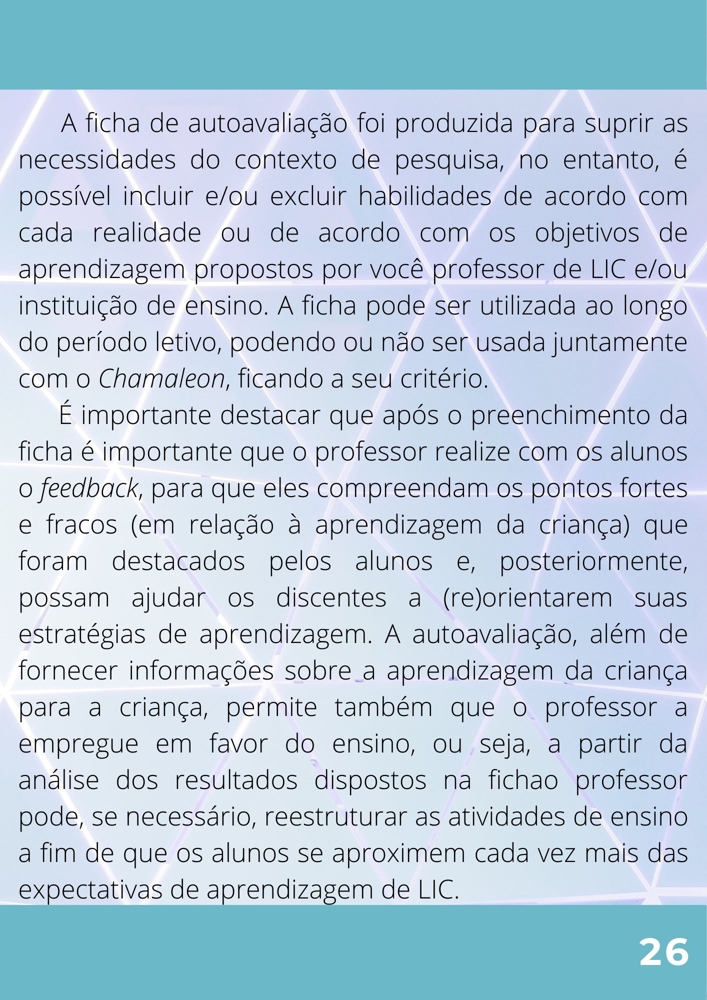 A ficha de autoavaliação foi produzida para suprir as
necessidades do contexto de pesquisa, no entanto, é
possível incluir e/ou excluir habilidades de acordo com
cada realidade ou de acordo com os objetivos de
aprendizagem propostos por você professor de LIC e/ou
instituição de ensino. A ficha pode ser utilizada ao longo
do período letivo, podendo ou não ser usada juntamente
com o Chamaleon, ficando a seu critério.
É importante destacar que após o preenchimento da
ficha é importante que o professor realize com os alunos
o feedback, para que eles compreendam os pontos fortes
e fracos (em relação à aprendizagem da criança) que
foram destacados pelos alunos e, posteriormente,
possam ajudar os discentes a (re)orientarem suas
estratégias de aprendizagem. A autoavaliação, além de
fornecer informações sobre a aprendizagem da criança
para a criança, permite também que o professor a
empregue em favor do ensino, ou seja, a partir da
análise dos resultados dispostos na fichao professor
pode, se necessário, reestruturar as atividades de ensino
a fim de que os alunos se aproximem cada vez mais das
expectativas de aprendizagem de LIC.
26